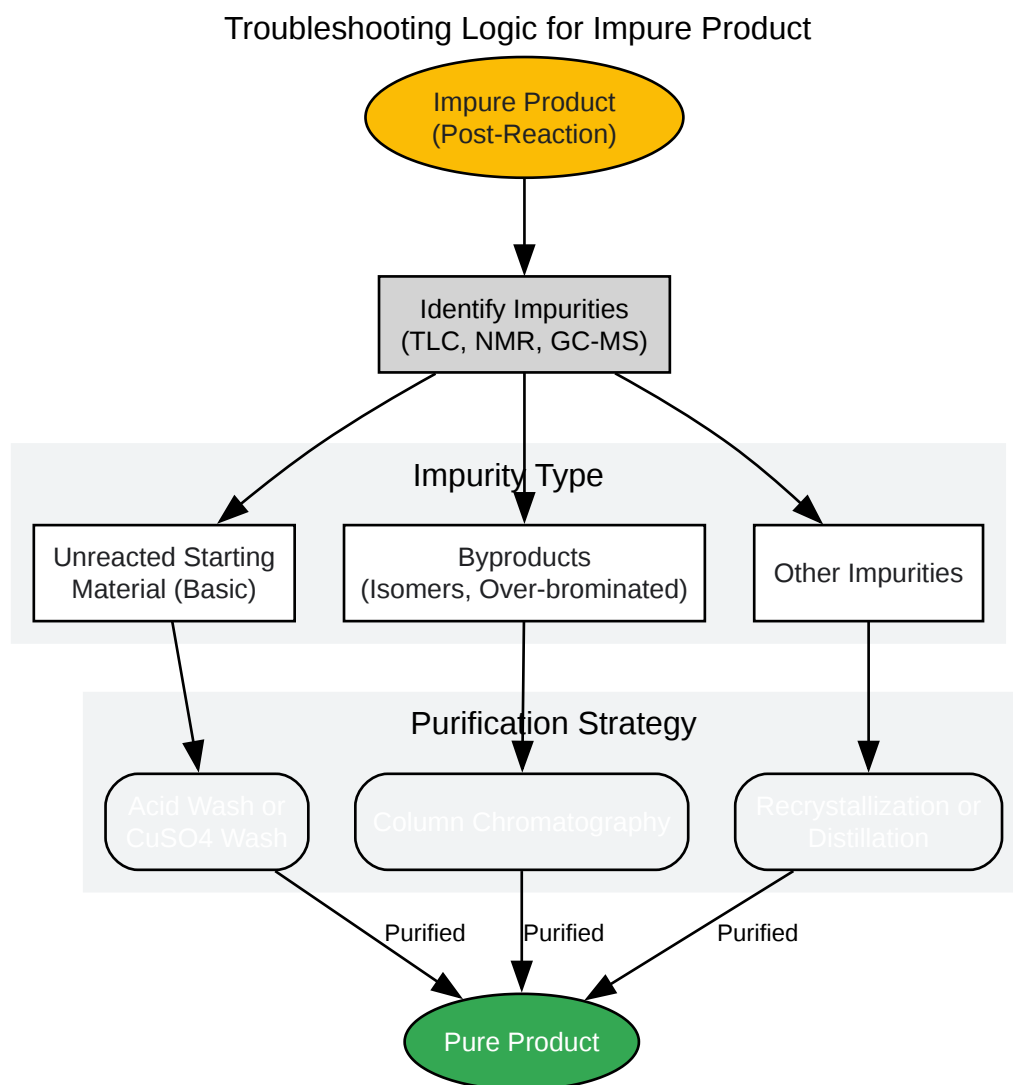 Troubleshooting Logic for Impure Product
Impure Product
(Post-Reaction)
Identify Impurities
(TLC, NMR, GC-MS)
Impurity Type
Unreacted Starting
Material (Basic)
Byproducts
(Isomers, Over-brominated)
Other Impurities
Purification Strategy
Acid Wash or
CuSO4 Wash
Column Chromatography
Recrystallization or
Distillation
Purified
Purified
Purified
Pure Product